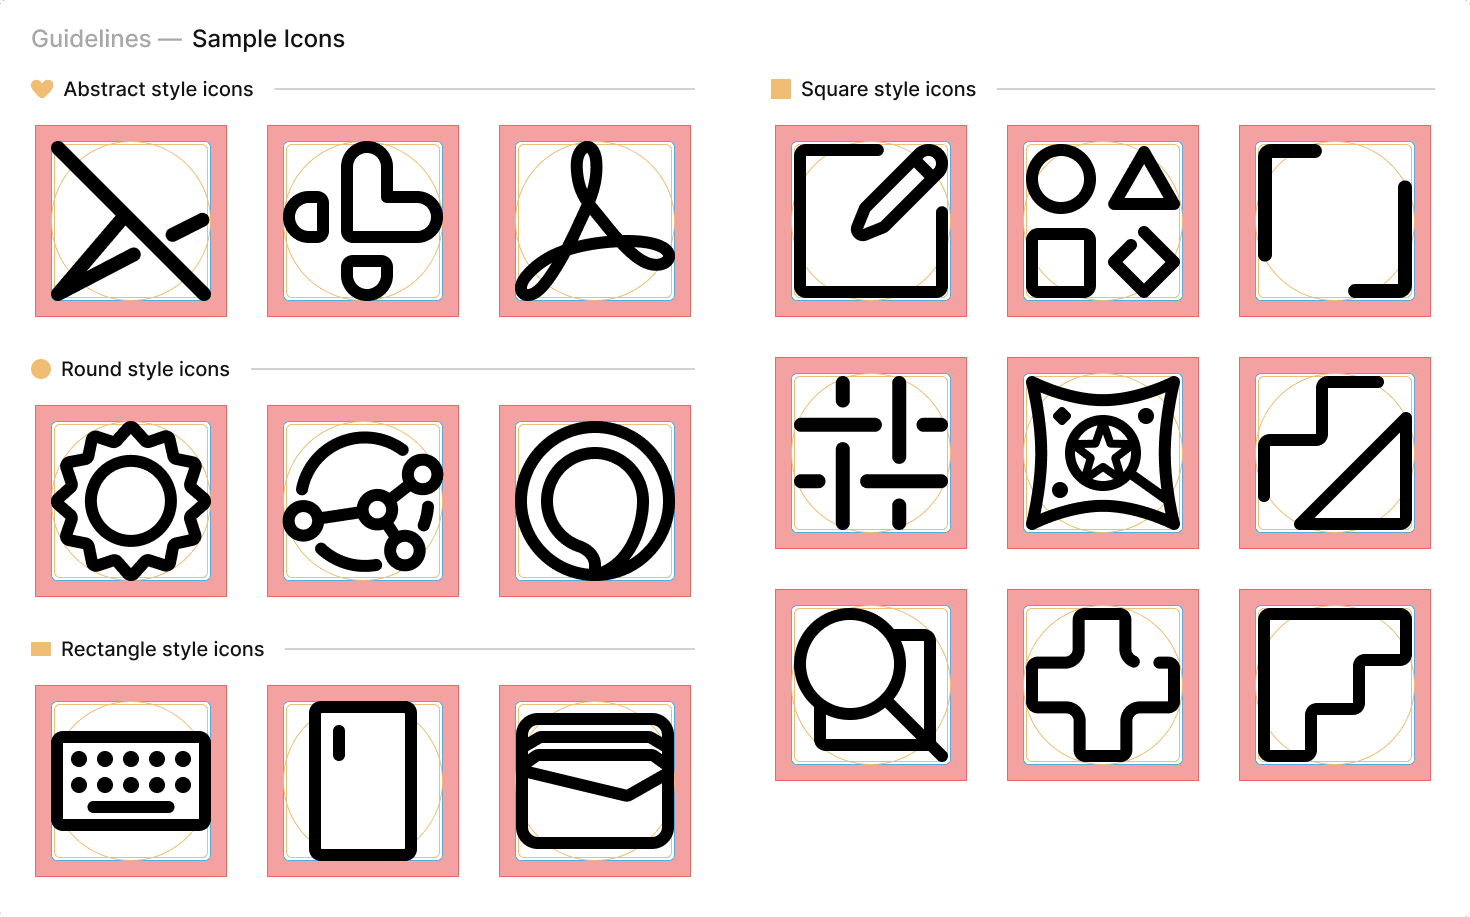 Guidelines — Sample Icons
Abstract style icons
Round style icons
Rectangle style icons
Square style icons